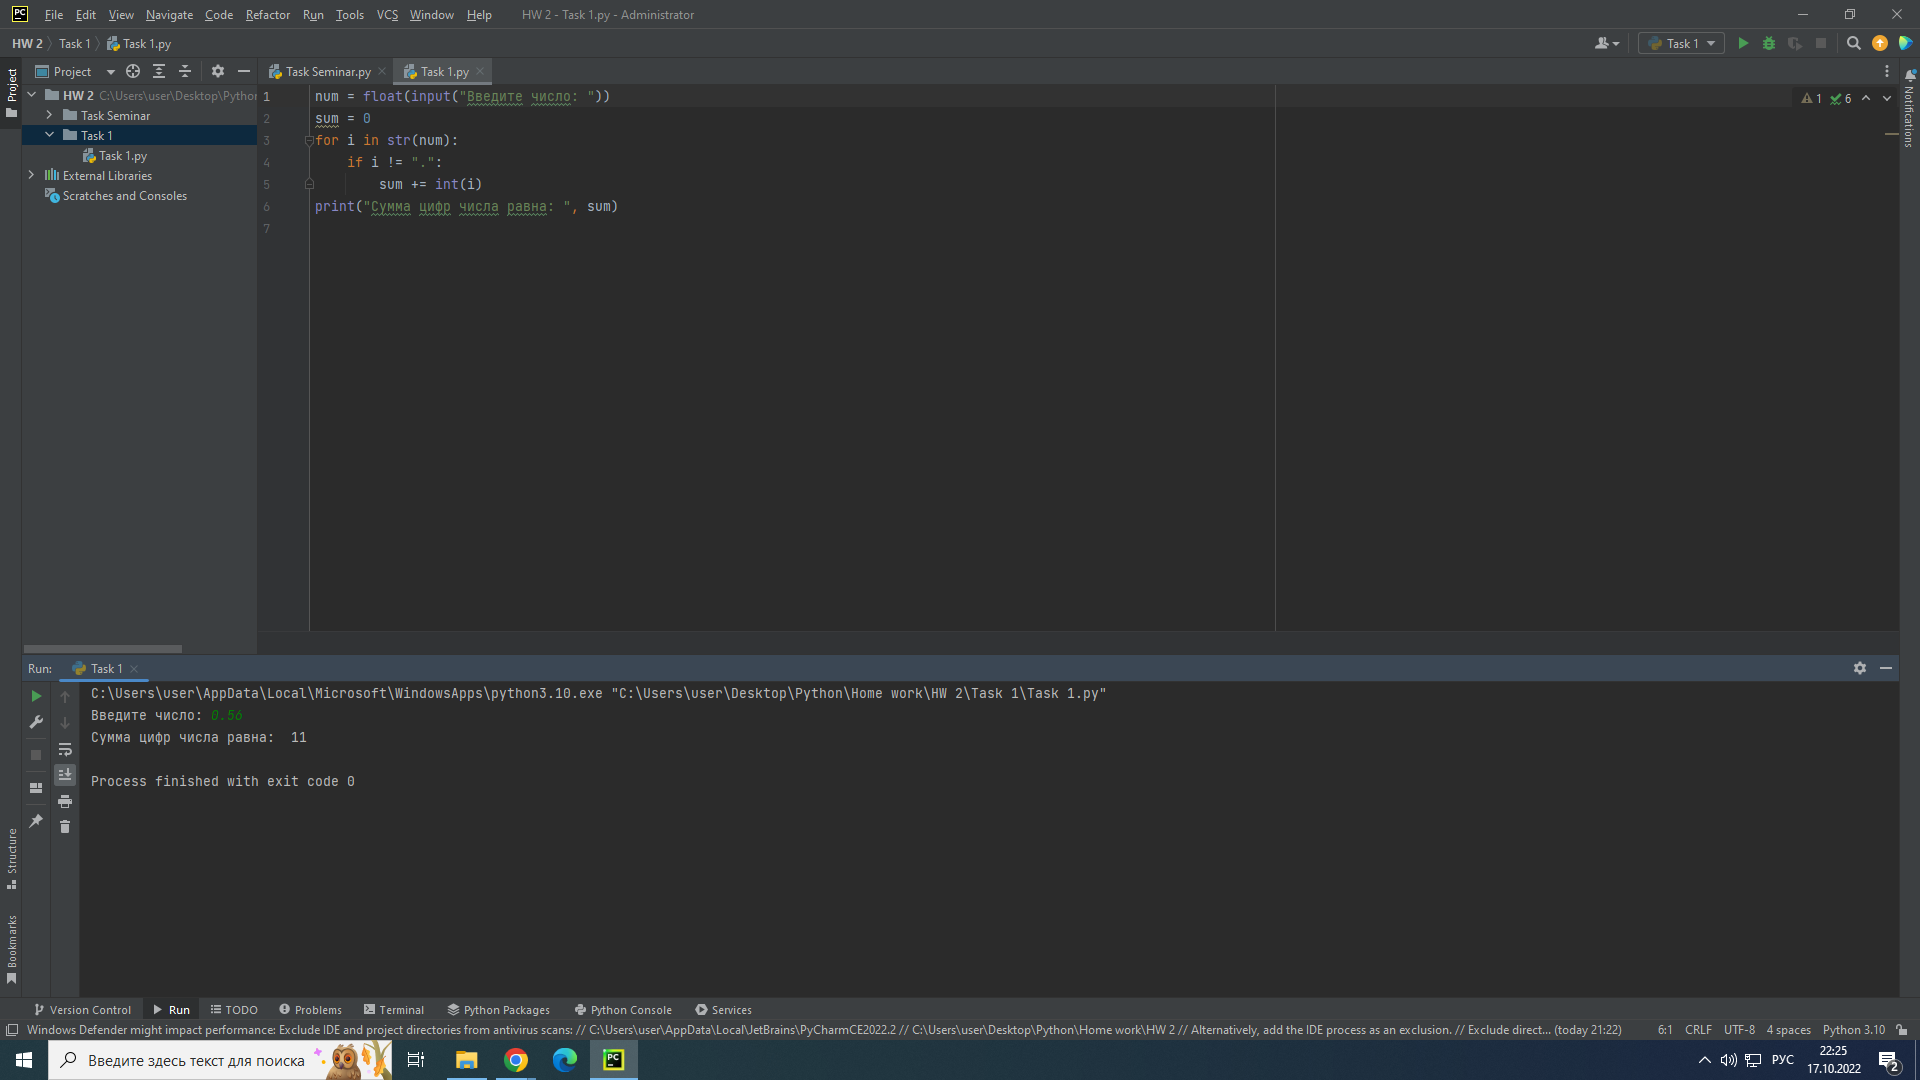 PC File Edit View Navigate Code Refactor Run Tools VCS Window Help HW 2 - Task 1.py - Administrator
HW 2 Task 1 Task 1.py Task 1
Project Project Task Seminar.py Task 1.py Notifications
HW 2 C:\Users\user\Desktop\Python
Task Seminar
Task 1
Task 1.py
External Libraries
Scratches and Consoles
1 num = float(input("Введите число: ")) 1 6
2 sum = 0
3 for i in str(num):
4 if i != ".":
5 sum += int(i)
6 print("Сумма цифр числа равна: ", sum)
7
Run: Task 1
C:\Users\user\AppData\Local\Microsoft\WindowsApps\python3.10.exe "C:\Users\user\Desktop\Python\Home work\HW 2\Task 1\Task 1.py"
Введите число: 0.56
Сумма цифр числа равна:  11
Process finished with exit code 0
Structure
Bookmarks
Version Control Run TODO Problems Terminal Python Packages Python Console Services
Windows Defender might impact performance: Exclude IDE and project directories from antivirus scans: // C:\Users\user\AppData\Local\JetBrains\PyCharmCE2022.2 // C:\Users\user\Desktop\Python\Home work\HW 2 // Alternatively, add the IDE process as an exclusion. // Exclude direct... (today 21:22) 6:1 CRLF UTF-8 4 spaces Python 3.10
Введите здесь текст для поиска PC РУС 22:25
17.10.2022 2